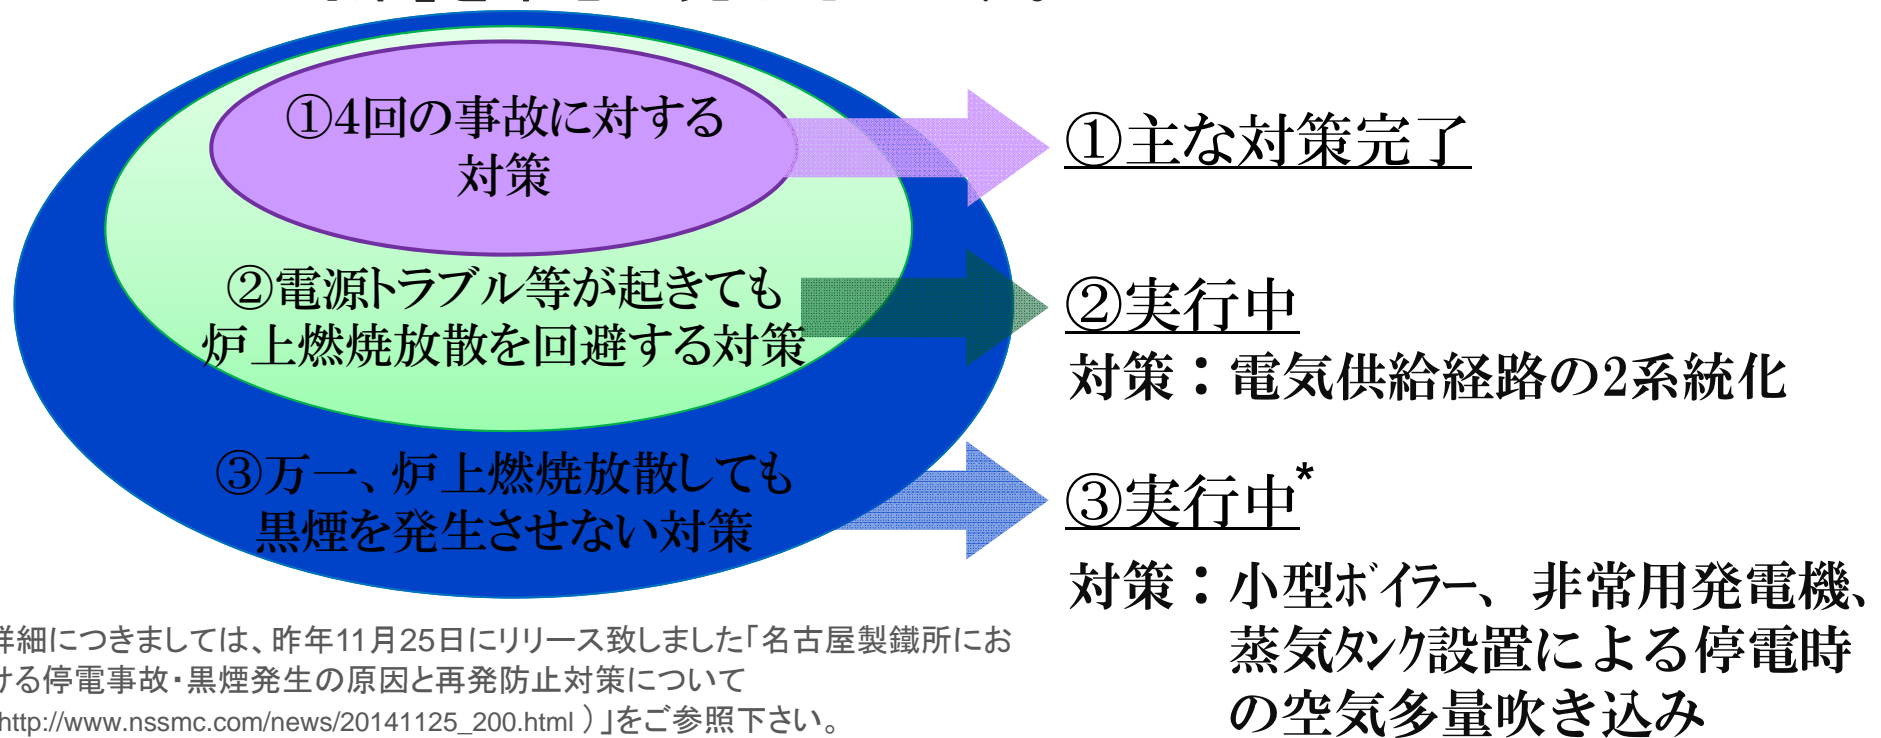 ①4回の事故に対する
対策
①主な対策完了
②電源トラブル等が起きても
炉上燃焼放散を回避する対策
②実行中
対策：電気供給経路の2系統化
③万一、炉上燃焼放散しても
黒煙を発生させない対策
③実行中*
対策：小型ﾎﾞｲﾗｰ、非常用発電機、
蒸気ﾀﾝｸ設置による停電時
の空気多量吹き込み
詳細につきましては、昨年11月25日にリリース致しました「名古屋製鐵所にお
ける停電事故・黒煙発生の原因と再発防止対策について
http://www.nssmc.com/news/20141125_200.html ）」をご参照下さい。